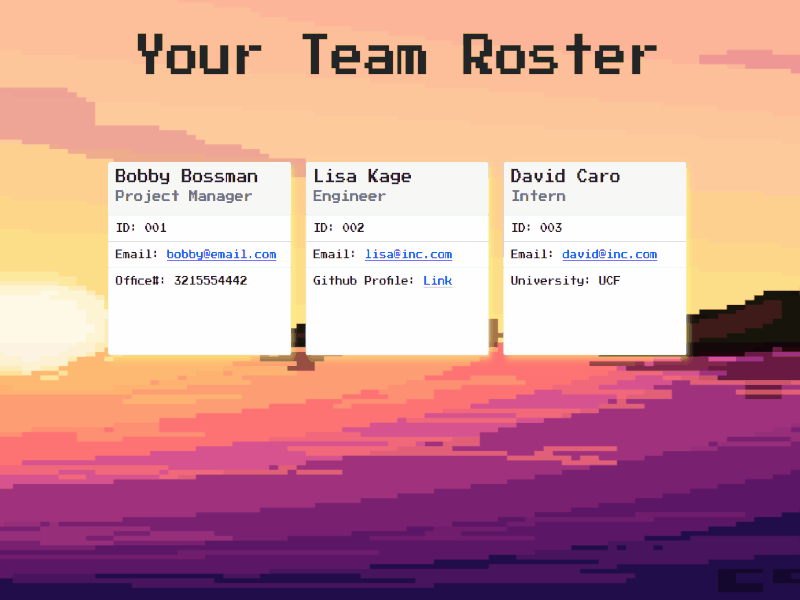 Your Team Roster
Bobby Bossman
Project Manager
ID: 001
Email: bobby@email.com
Office#: 3215554442
Lisa Kage
Engineer
ID: 002
Email: lisa@inc.com
Github Profile: Link
David Caro
Intern
ID: 003
Email: david@inc.com
University: UCF